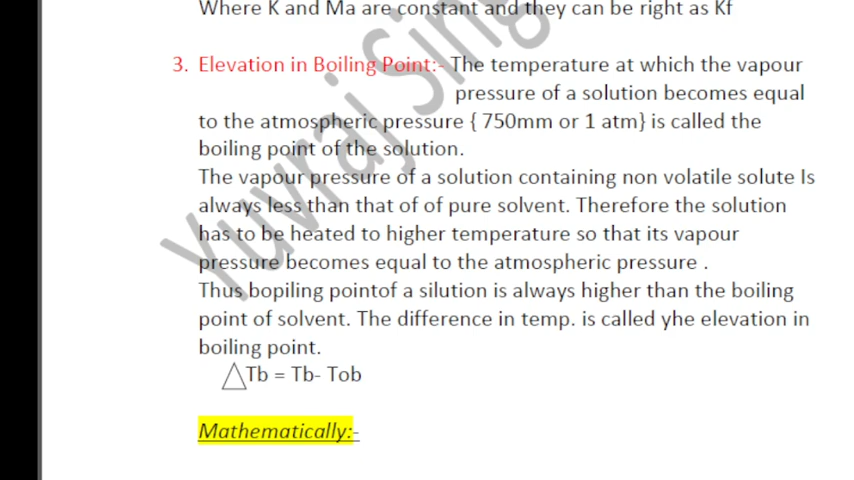 Where K and Ma are constant and they can be right as Kf
3. Elevation in Boiling Point:- The temperature at which the vapour
pressure of a solution becomes equal
to the atmospheric pressure { 750mm or 1 atm} is called the
boiling point of the solution.
The vapour pressure of a solution containing non volatile solute Is
always less than that of of pure solvent. Therefore the solution
has to be heated to higher temperature so that its vapour
pressure becomes equal to the atmospheric pressure .
Thus bopiling pointof a silution is always higher than the boiling
point of solvent. The difference in temp. is called yhe elevation in
boiling point.
△Tb = Tb- Tob
Mathematically:-
Yuvraj Sing